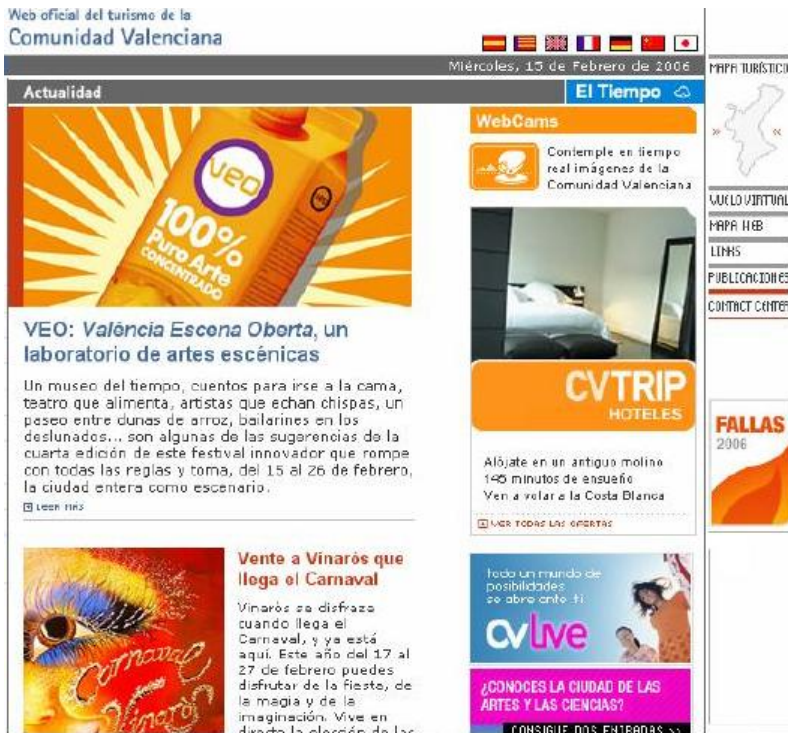 Web oficial del turismo de la
Comunidad Valenciana
Miércoles, 15 de Febrero de 2006
Actualidad
El Tiempo
veo
100%
Puro Arte
CONCENTRADO
VEO: València Escena Oberta, un
laboratorio de artes escénicas
Un museo del tiempo, cuentos para irse a la cama,
teatro que alimenta, artistas que echan chispas, un
paseo entre dunas de arroz, bailarines en los
deslunados... son algunas de las sugerencias de la
cuarta edición de este festival innovador que rompe
con todas las reglas y toma, del 15 al 26 de febrero,
la ciudad entera como escenario.
LEER MÁS
Carnaval
Vinaròs
Vente a Vinaròs que
llega el Carnaval
Vinaròs se disfraza
cuando llega el
Carnaval, y ya está
aquí. Este año del 17 al
27 de febrero puedes
disfrutar de la fiesta, de
la magia y de la
imaginación. Vive en
directo la elección de las
WebCams
Contemple en tiempo
real imágenes de la
Comunidad Valenciana
CVTRIP
HOTELES
Alójate en un antiguo molino
145 minutos de ensueño
Ven a volar a la Costa Blanca
VER TODAS LAS OFERTAS
todo un mundo de
posibilidades
se abre ante ti
cvlive
¿CONOCES LA CIUDAD DE LAS
ARTES Y LAS CIENCIAS?
CONSIGUE DOS ENTRADAS >>
MAPA TURÍSTICO
VUELO VIRTUAL
MAPA WEB
LINKS
PUBLICACIONES
CONTACT CENTER
FALLAS
2006